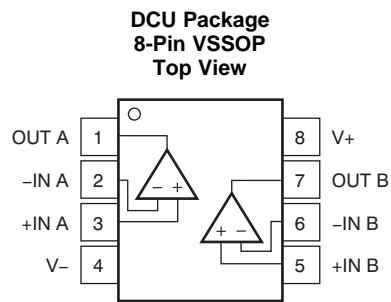 DCU Package
8-Pin VSSOP
Top View
OUT A 1 8 V+
−IN A 2 7 OUT B
− +
+IN A 3 6 −IN B
+ −
V− 4 5 +IN B